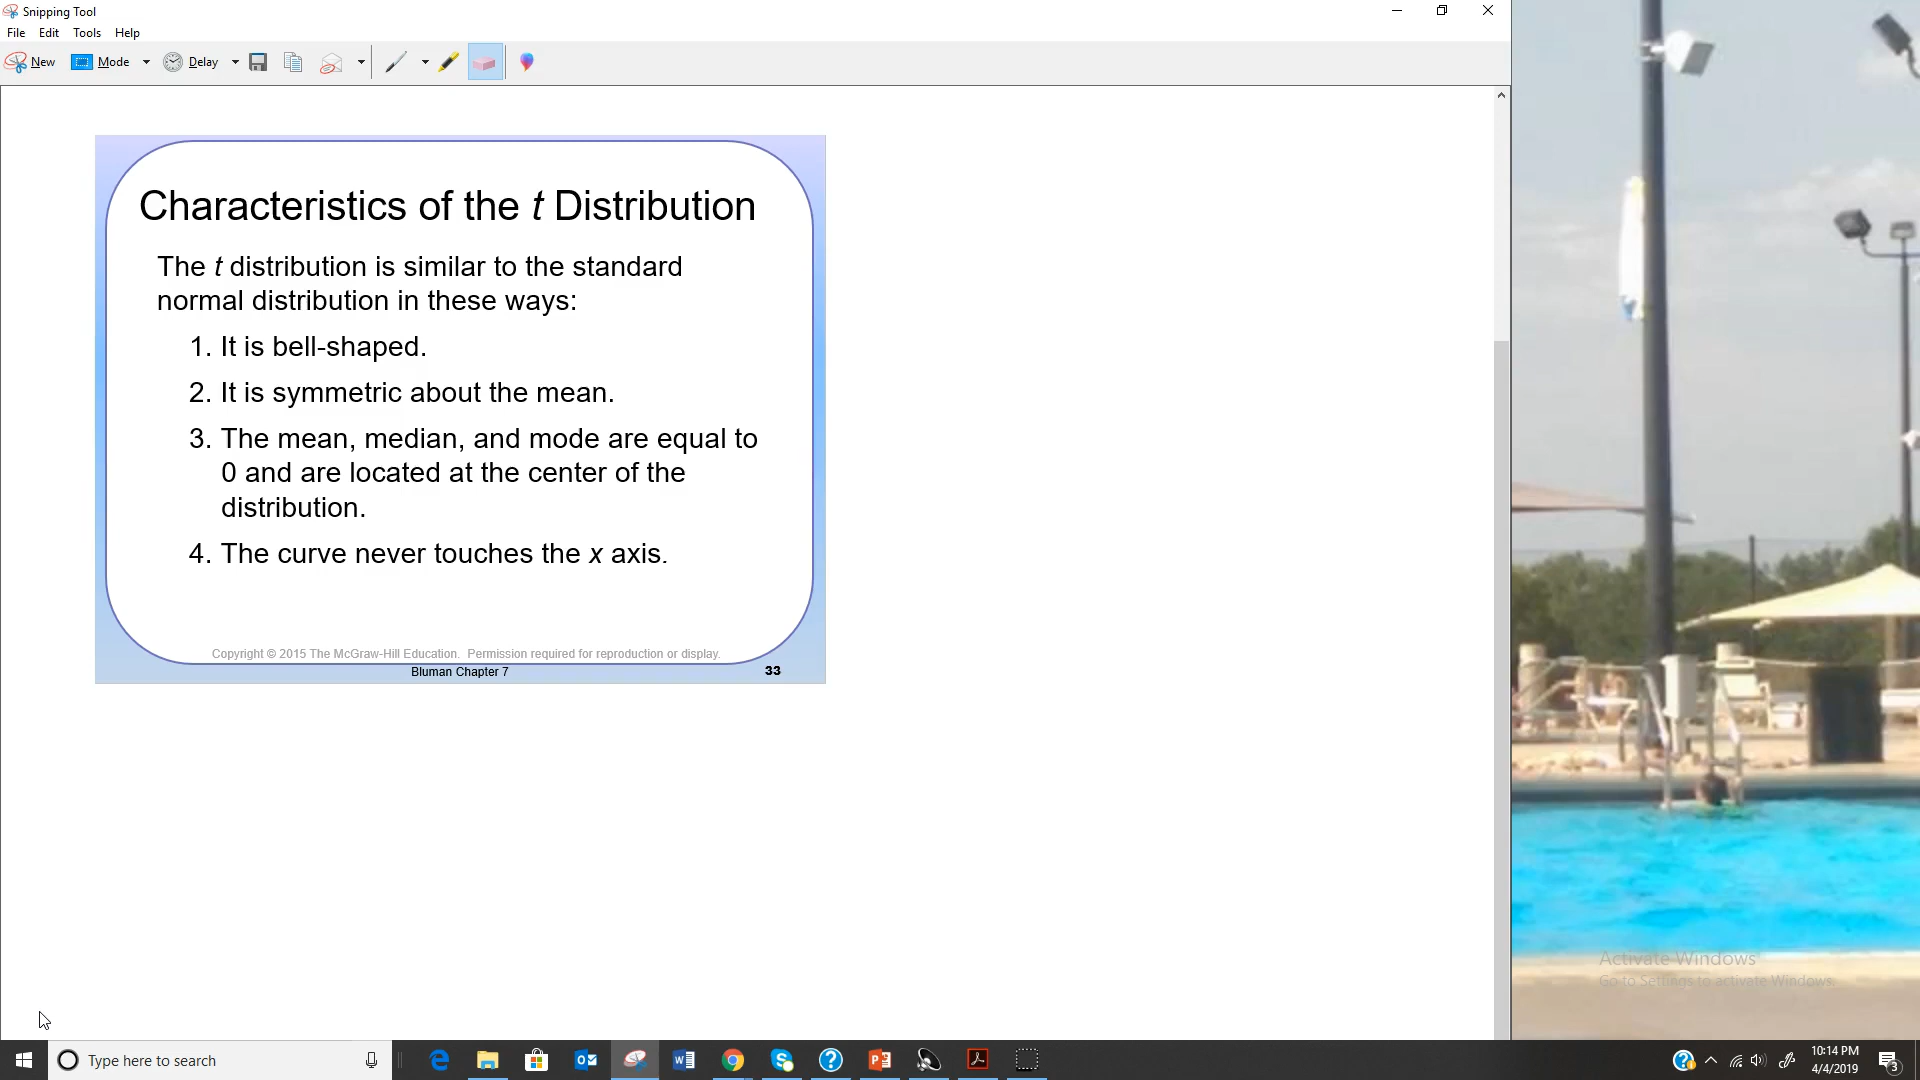 Snipping Tool
File Edit Tools Help
New Mode Delay
Characteristics of the t Distribution
The t distribution is similar to the standard
normal distribution in these ways:
1. It is bell-shaped.
2. It is symmetric about the mean.
3. The mean, median, and mode are equal to
0 and are located at the center of the
distribution.
4. The curve never touches the x axis.
Copyright © 2015 The McGraw-Hill Education. Permission required for reproduction or display.
Bluman Chapter 7 33
Activate Windows
Go to Settings to activate Windows.
Type here to search
10:14 PM
4/4/2019
3